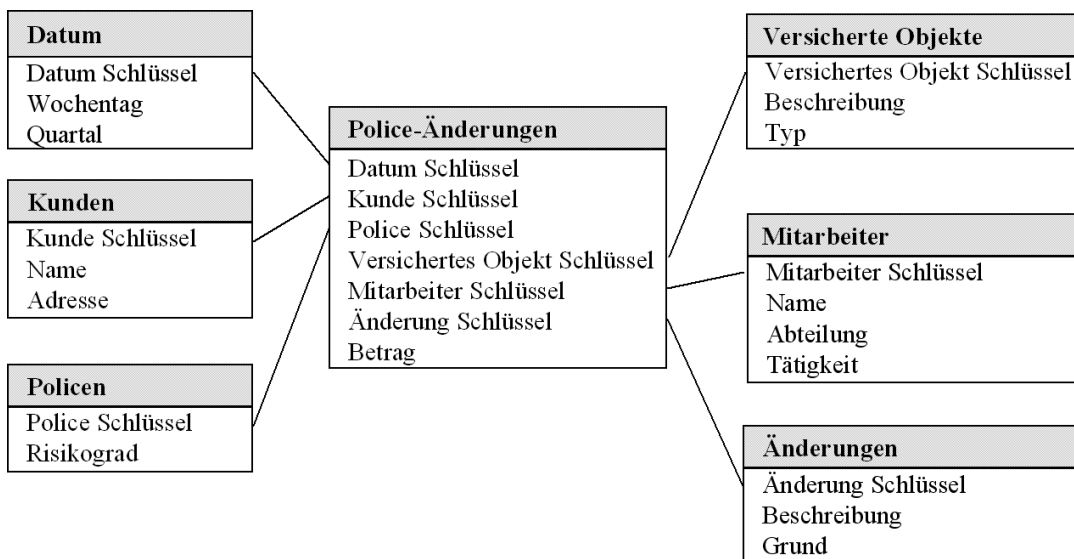 Datum
Datum Schlüssel
Wochentag
Quartal
Kunden
Kunde Schlüssel
Name
Adresse
Policen
Police Schlüssel
Risikograd
Police-Änderungen
Datum Schlüssel
Kunde Schlüssel
Police Schlüssel
Versichertes Objekt Schlüssel
Mitarbeiter Schlüssel
Änderung Schlüssel
Betrag
Versicherte Objekte
Versichertes Objekt Schlüssel
Beschreibung
Typ
Mitarbeiter
Mitarbeiter Schlüssel
Name
Abteilung
Tätigkeit
Änderungen
Änderung Schlüssel
Beschreibung
Grund